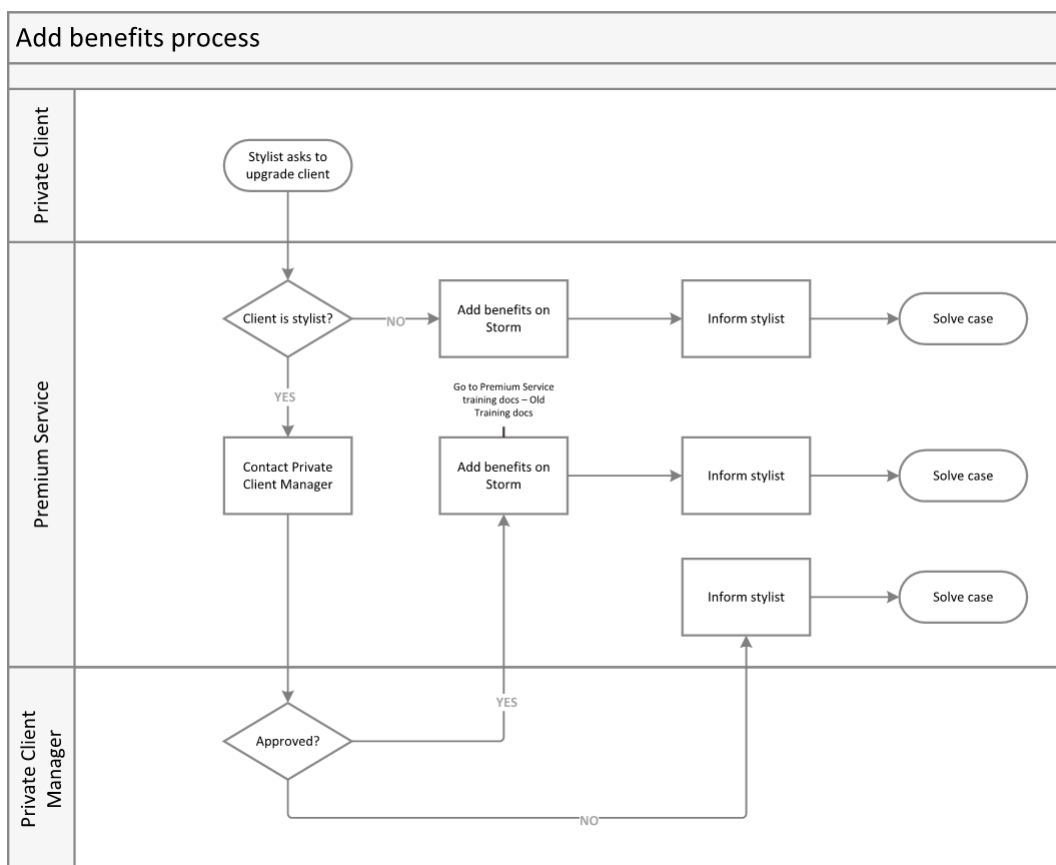 Add benefits process
Private Client
Stylist asks to
upgrade client
Premium Service
Client is stylist?
NO
Add benefits on
Storm
Inform stylist
Solve case
YES
Go to Premium Service
training docs – Old
Training docs
Contact Private
Client Manager
Add benefits on
Storm
Inform stylist
Solve case
Inform stylist
Solve case
Private Client
Manager
YES
Approved?
NO